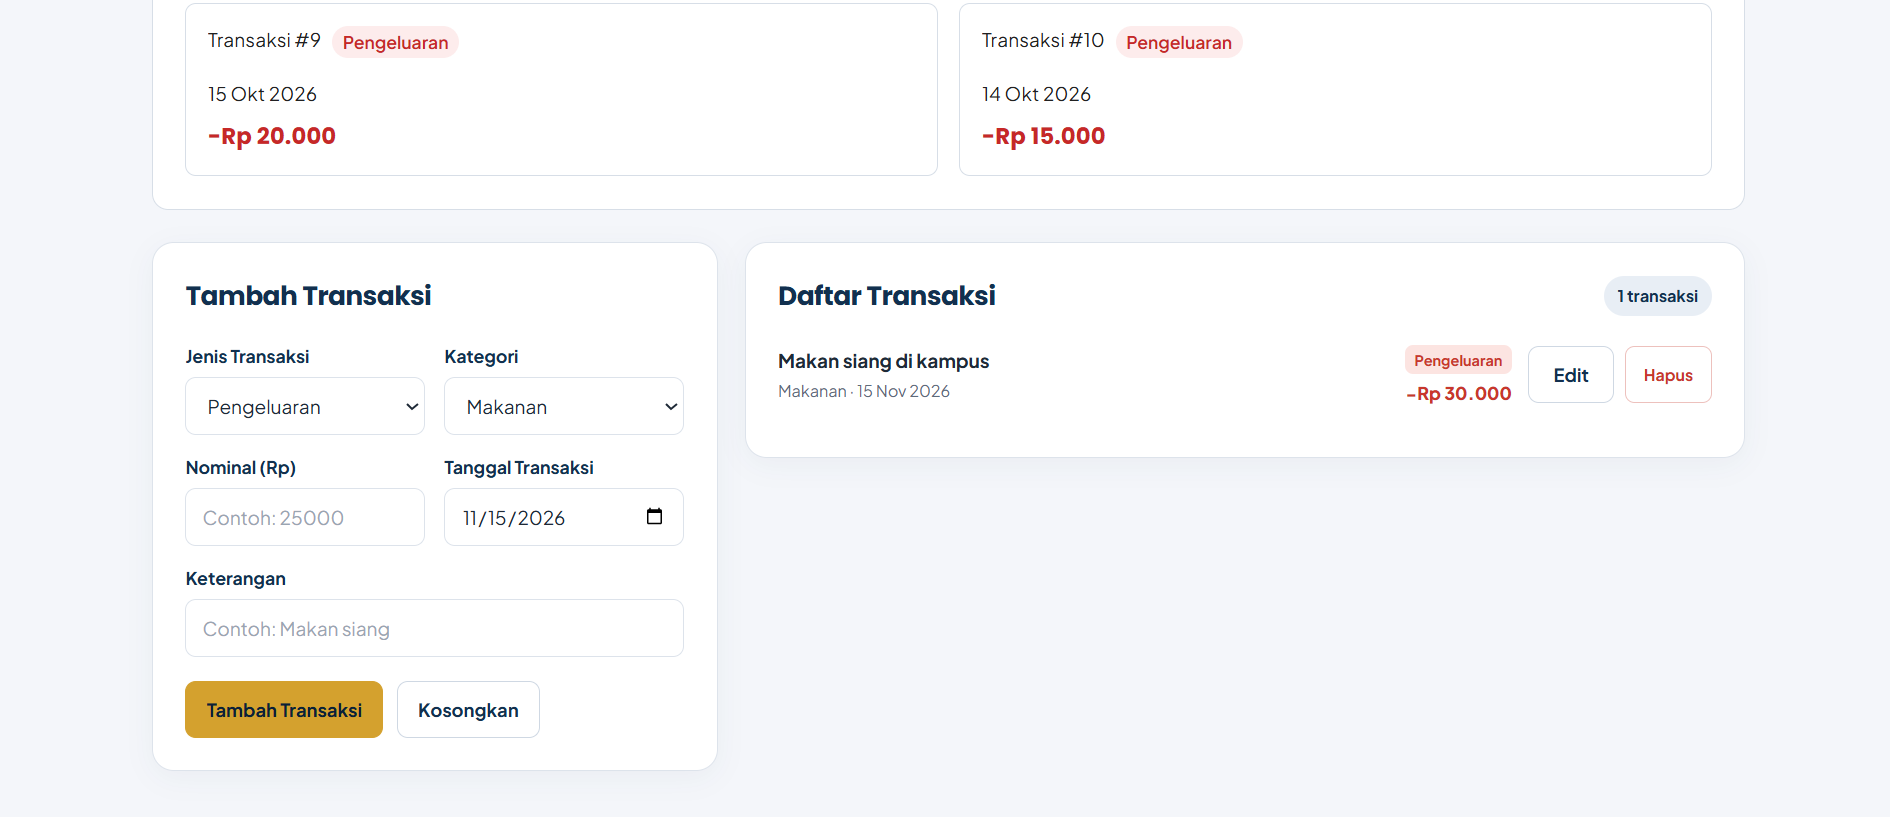 Transaksi #9 Pengeluaran
15 Okt 2026
-Rp 20.000
Transaksi #10 Pengeluaran
14 Okt 2026
-Rp 15.000
Tambah Transaksi
Jenis Transaksi
Pengeluaran
Kategori
Makanan
Nominal (Rp)
Contoh: 25000
Tanggal Transaksi
11/15/2026
Keterangan
Contoh: Makan siang
Tambah Transaksi
Kosongkan
Daftar Transaksi
1 transaksi
Makan siang di kampus
Makanan · 15 Nov 2026
Pengeluaran
-Rp 30.000
Edit
Hapus